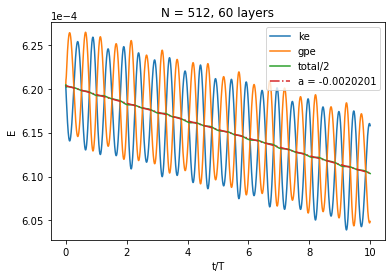 N = 512, 60 layers
1e−4
ke
gpe
total/2
a = -0.0020201
6.25
6.20
6.15
6.10
6.05
E
0 2 4 6 8 10
t/T